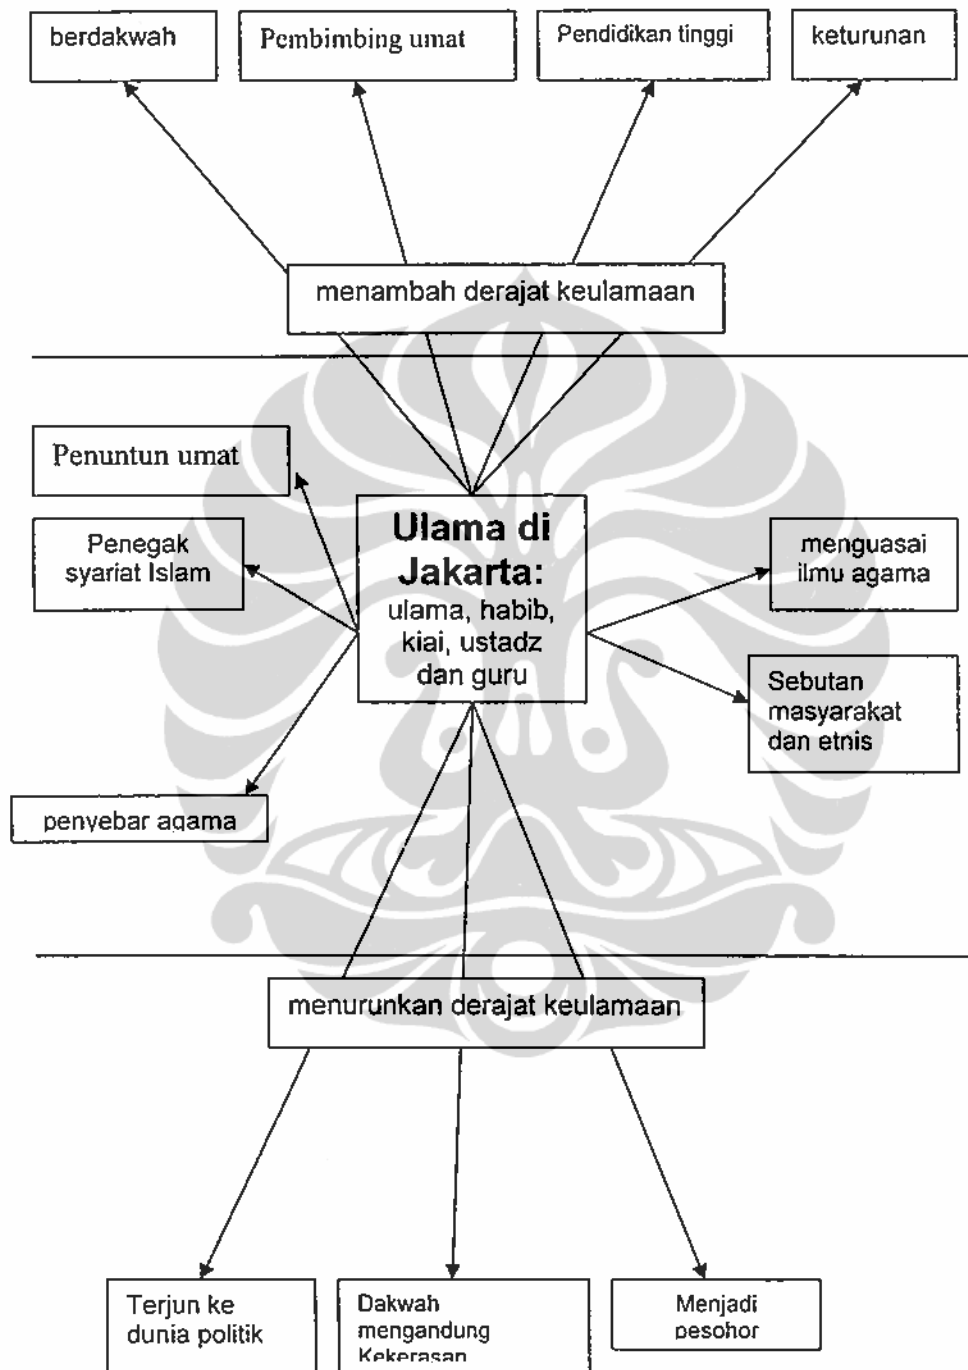 berdakwah
Pembimbing umat
Pendidikan tinggi
keturunan
menambah derajat keulamaan
Penuntun umat
Penegak
syariat Islam
Ulama di
Jakarta:
ulama, habib,
kiai, ustadz
dan guru
menguasai
ilmu agama
Sebutan
masyarakat
dan etnis
penyebar agama
menurunkan derajat keulamaan
Terjun ke
dunia politik
Dakwah
mengandung
Kekerasan
Menjadi
pesohor